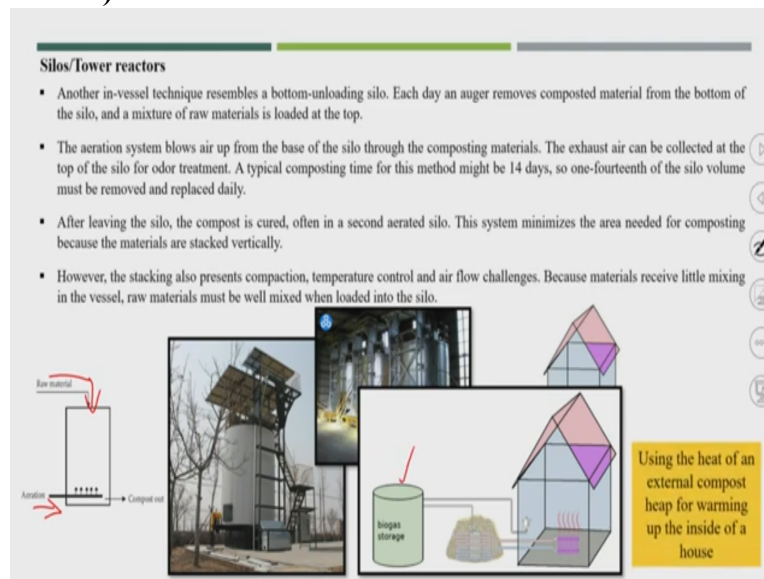 Silos/Tower reactors
▪ Another in-vessel technique resembles a bottom-unloading silo. Each day an auger removes composted material from the bottom of
the silo, and a mixture of raw materials is loaded at the top.
▪ The aeration system blows air up from the base of the silo through the composting materials. The exhaust air can be collected at the
top of the silo for odor treatment. A typical composting time for this method might be 14 days, so one-fourteenth of the silo volume
must be removed and replaced daily.
▪ After leaving the silo, the compost is cured, often in a second aerated silo. This system minimizes the area needed for composting
because the materials are stacked vertically.
▪ However, the stacking also presents compaction, temperature control and air flow challenges. Because materials receive little mixing
in the vessel, raw materials must be well mixed when loaded into the silo.
Raw material
Aeration
Compost out
biogas
storage
Using the heat of an
external compost
heap for warming
up the inside of a
house